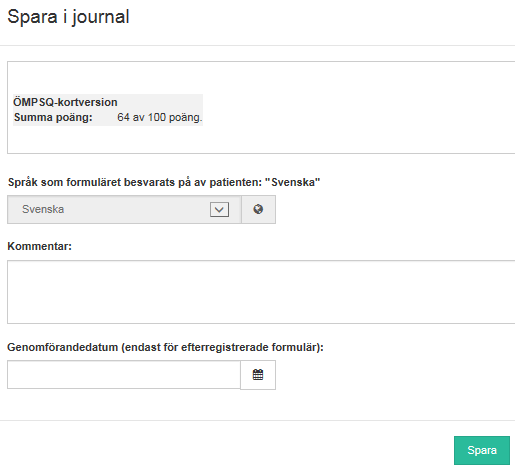 Spara i journal
ÖMPSQ-kortversion
Summa poäng: 64 av 100 poäng.
Språk som formuläret besvarats på av patienten: "Svenska"
Svenska
Kommentar:
Genomförandedatum (endast för efterregistrerade formulär):
Spara